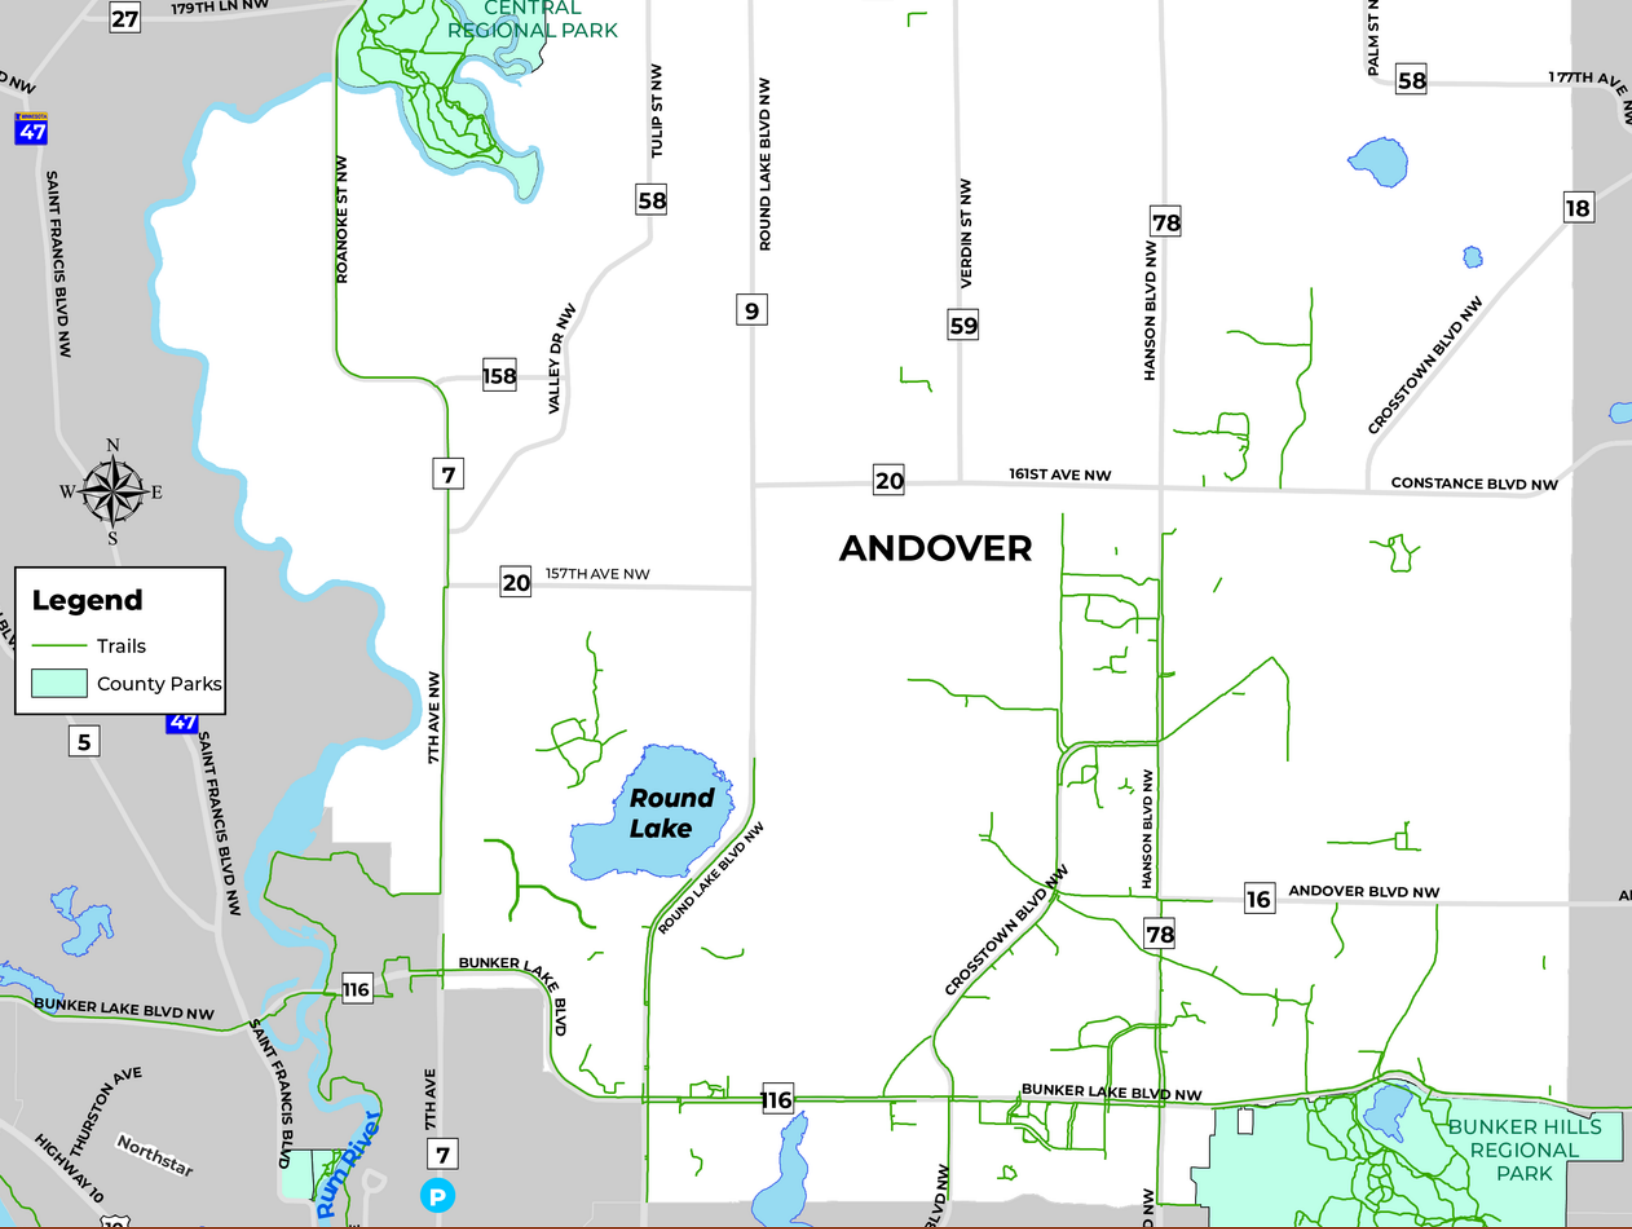 179TH LN NW
27
CENTRAL
REGIONAL PARK
PALM ST N
58
177TH AVE NW
D NW
MINNESOTA
47
SAINT FRANCIS BLVD NW
ROANOKE ST NW
TULIP ST NW
58
ROUND LAKE BLVD NW
9
VERDIN ST NW
59
78
HANSON BLVD NW
18
CROSSTOWN BLVD NW
158
VALLEY DR NW
7
20
161ST AVE NW
CONSTANCE BLVD NW
N
W
E
S
ANDOVER
20
157TH AVE NW
Legend
Trails
County Parks
47
5
SAINT FRANCIS BLVD NW
7TH AVE NW
Round
Lake
ROUND LAKE BLVD NW
HANSON BLVD NW
CROSSTOWN BLVD NW
16
ANDOVER BLVD NW
78
BUNKER LAKE
BLVD
116
BUNKER LAKE BLVD NW
SAINT FRANCIS BLVD
THURSTON AVE
HIGHWAY 10
Northstar
Rum River
7TH AVE
7
P
116
BUNKER LAKE BLVD NW
BUNKER HILLS
REGIONAL
PARK
BLVD NW
D NW
10